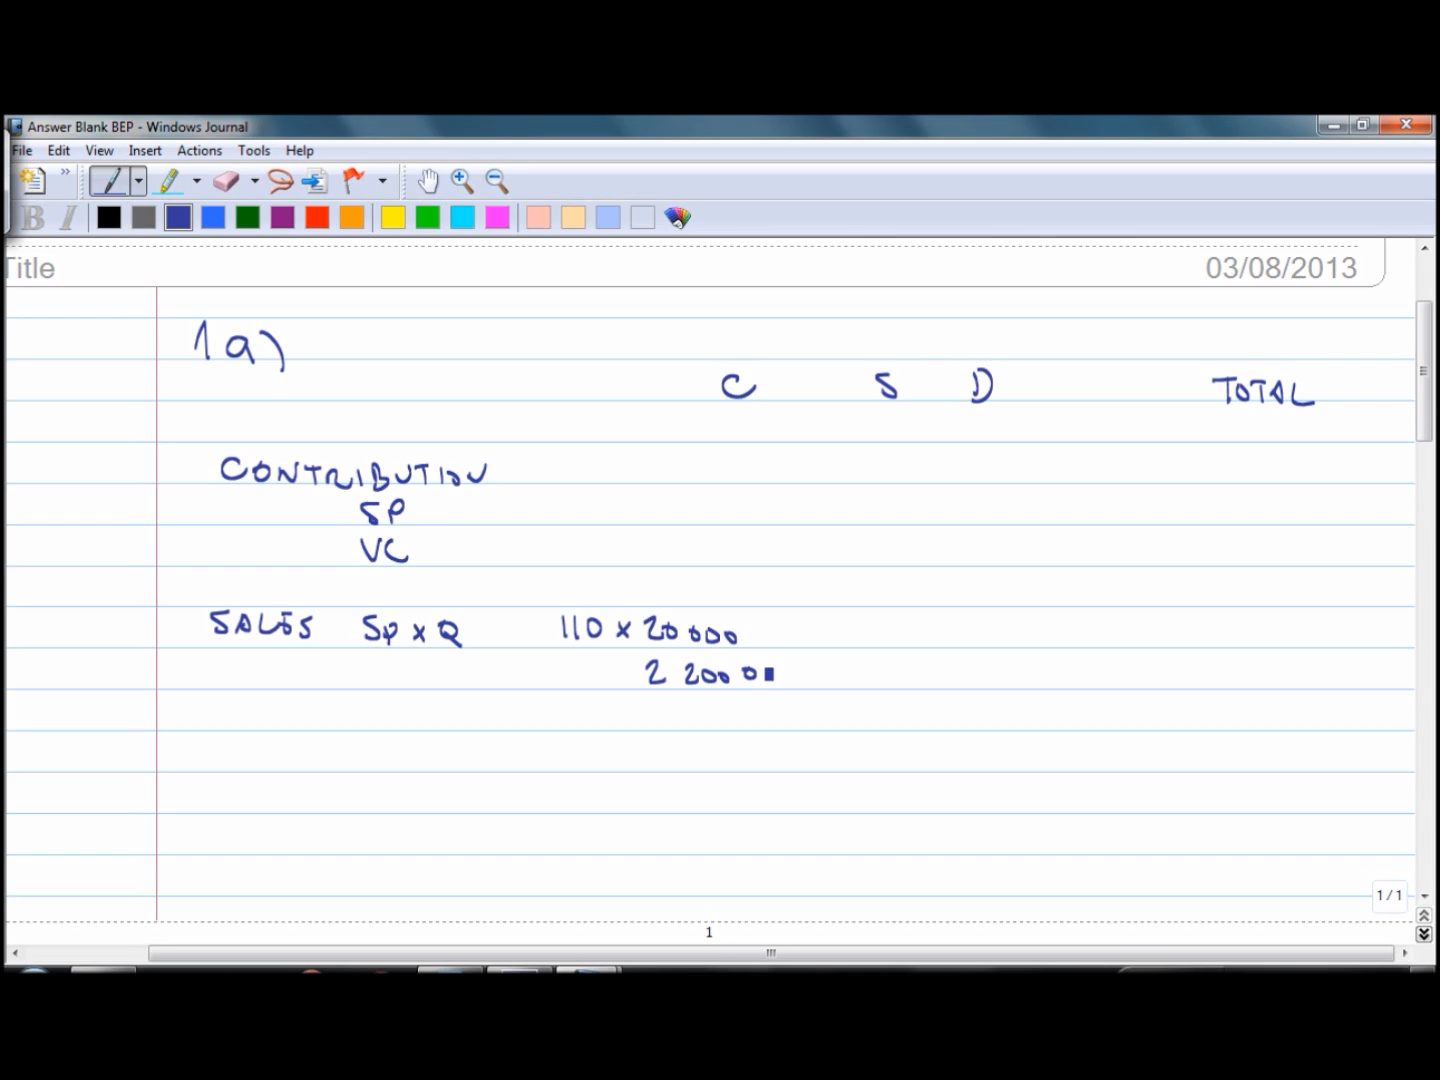 Answer Blank BEP - Windows Journal
File Edit View Insert Actions Tools Help
B I
Title 03/08/2013
1a)
C S D TOTAL
CONTRIBUTION
SP
VC
SALES SP x Q 110 x 20 000
2 200 0
1 / 1
1